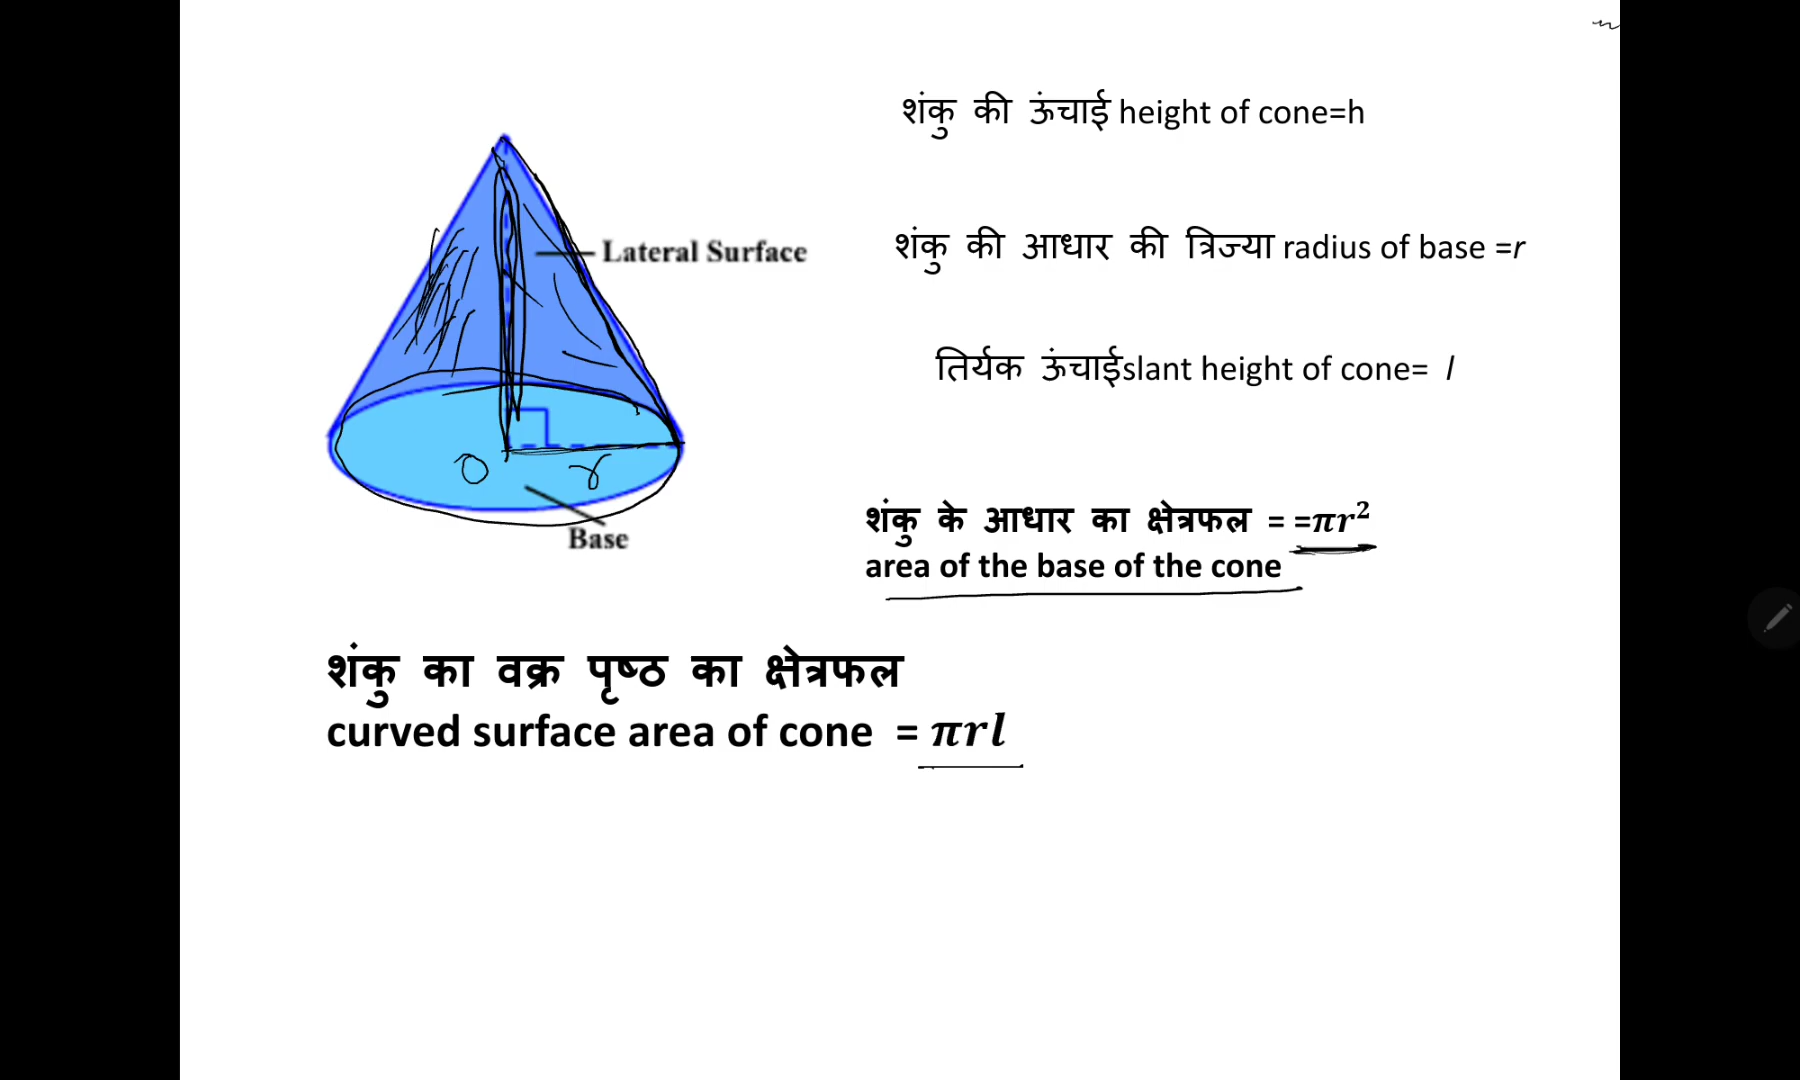 शंकु की ऊंचाई height of cone=h
Lateral Surface
शंकु की आधार की त्रिज्या radius of base =r
तिर्यक ऊंचाईslant height of cone= l
O r
Base
शंकु के आधार का क्षेत्रफल = =πr²
area of the base of the cone
शंकु का वक्र पृष्ठ का क्षेत्रफल
curved surface area of cone = πrl